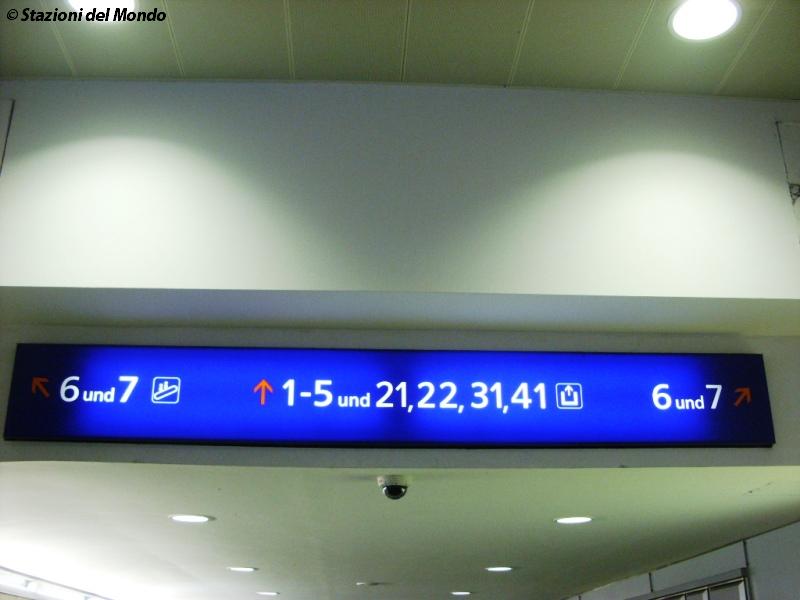 © Stazioni del Mondo
6 und 7 1-5 und 21,22, 31,41 6 und 7